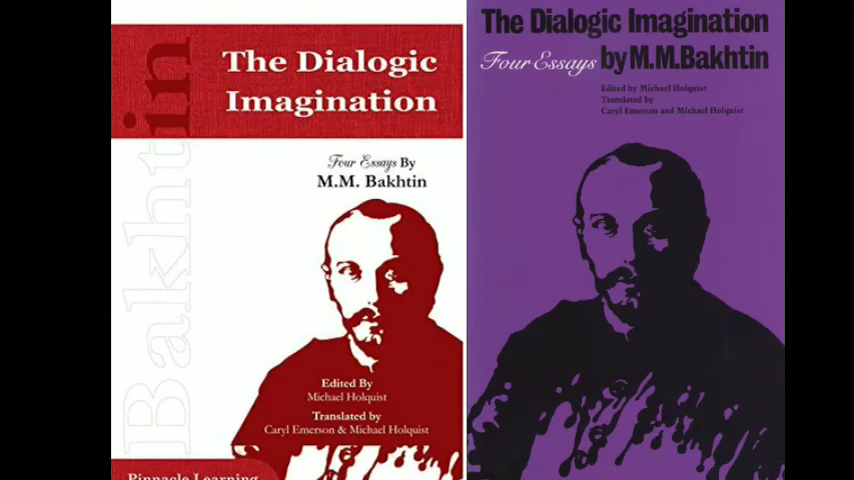 The Dialogic
Imagination
Four Essays By
M.M. Bakhtin
Bakhtin
Edited By
Michael Holquist
Translated by
Caryl Emerson & Michael Holquist
Pinnacle Learning
The Dialogic Imagination
Four Essays by M.M.Bakhtin
Edited by Michael Holquist
Translated by
Caryl Emerson and Michael Holquist